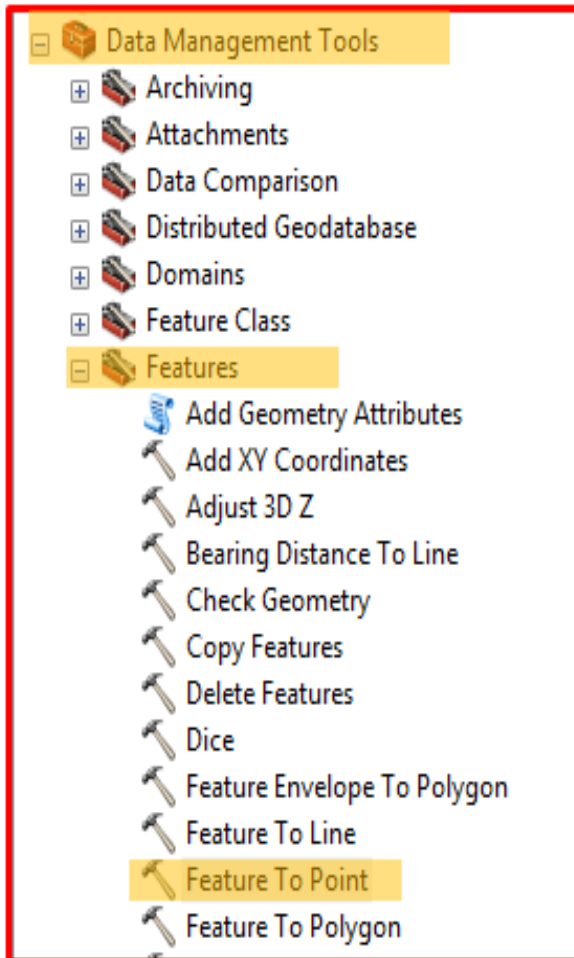 Data Management Tools
Archiving
Attachments
Data Comparison
Distributed Geodatabase
Domains
Feature Class
Features
Add Geometry Attributes
Add XY Coordinates
Adjust 3D Z
Bearing Distance To Line
Check Geometry
Copy Features
Delete Features
Dice
Feature Envelope To Polygon
Feature To Line
Feature To Point
Feature To Polygon